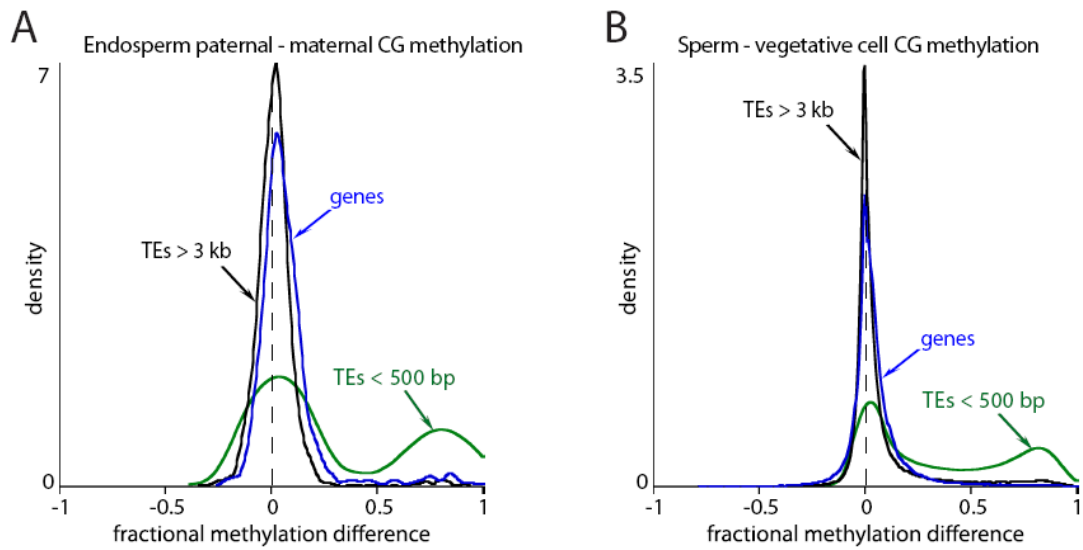 A
Endosperm paternal - maternal CG methylation
7
TEs > 3 kb
genes
TEs < 500 bp
density
0
-1
-0.5
0
0.5
1
fractional methylation difference
B
Sperm - vegetative cell CG methylation
3.5
TEs > 3 kb
genes
TEs < 500 bp
density
0
-1
-0.5
0
0.5
1
fractional methylation difference